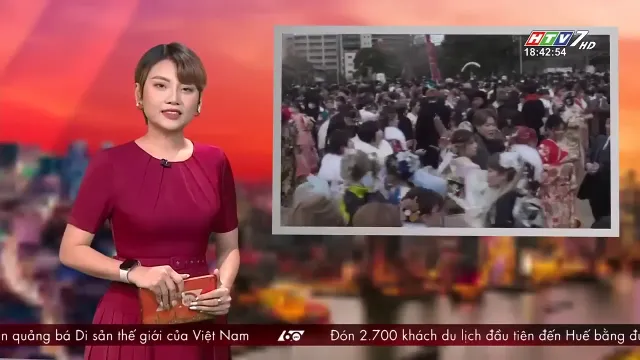 HTV7 HD
18:42:54
n quảng bá Di sản thế giới của Việt Nam 60 Đón 2.700 khách du lịch đầu tiên đến Huế bằng đ